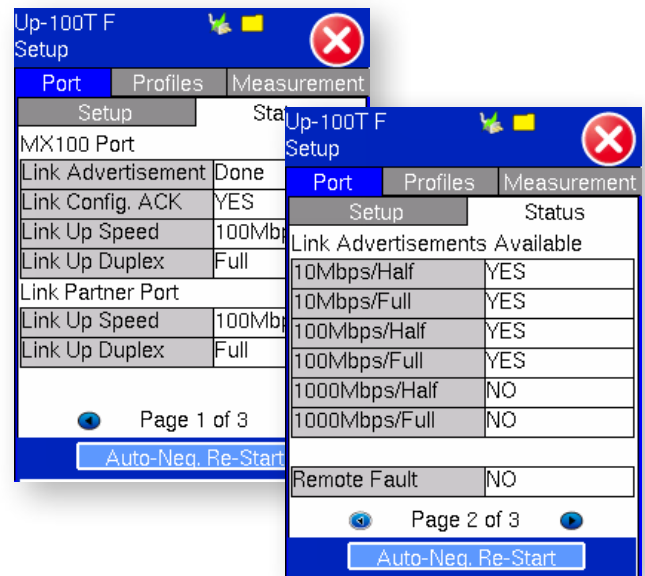 Up-100T F
Setup
Port Profiles Measurement
Setup
MX100 Port
Link Advertisement Done
Link Config. ACK YES
Link Up Speed
Link Up Duplex Full
Link Partner Port
Link Up Speed
Link Up Duplex Full
Page 1 of 3
Auto-Neg. Re-Start
Up-100T F
Setup
Port Profiles Measurement
Setup Status
Link Advertisements Available
10Mbps/Half YES
10Mbps/Full YES
100Mbps/Half YES
100Mbps/Full YES
1000Mbps/Half NO
1000Mbps/Full NO
Remote Fault NO
Page 2 of 3
Auto-Neg. Re-Start